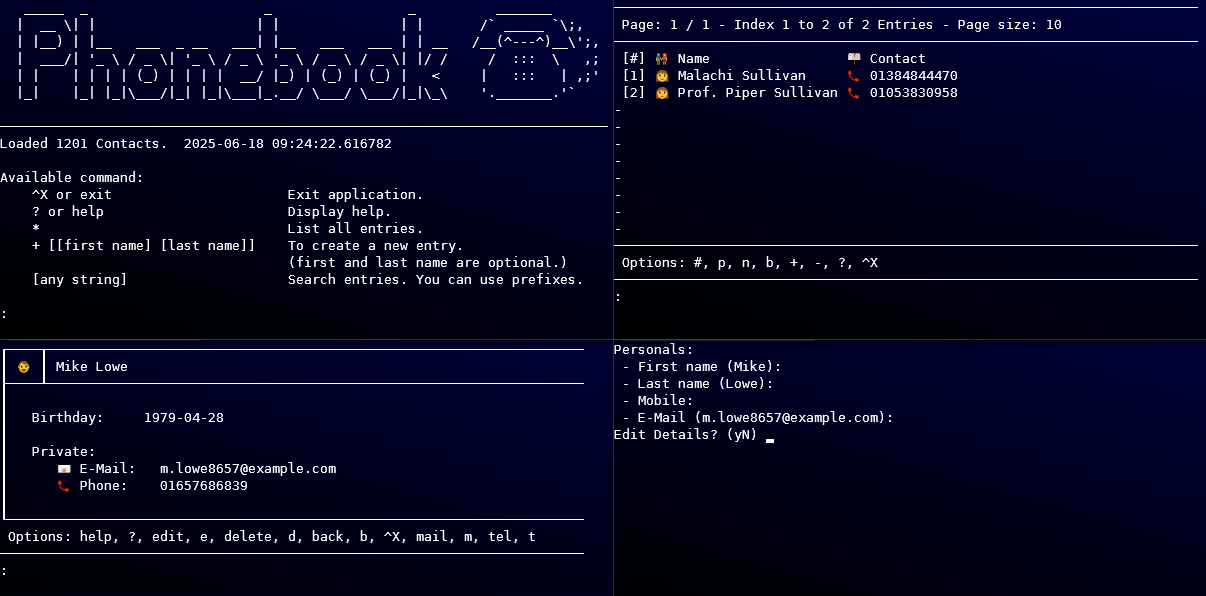 Phonebook
Loaded 1201 Contacts.  2025-06-18 09:24:22.616782
Available command:
^X or exit                      Exit application.
? or help                       Display help.
*                               List all entries.
+ [[first name] [last name]]    To create a new entry.
(first and last name are optional.)
[any string]                    Search entries. You can use prefixes.
:
Page: 1 / 1 - Index 1 to 2 of 2 Entries - Page size: 10
[#] Name Contact
[1] Malachi Sullivan 01384844470
[2] Prof. Piper Sullivan 01053830958
-
-
-
-
-
-
-
-
Options: #, p, n, b, +, -, ?, ^X
:
Mike Lowe
Birthday:     1979-04-28
Private:
E-Mail:   m.lowe8657@example.com
Phone:    01657686839
Options: help, ?, edit, e, delete, d, back, b, ^X, mail, m, tel, t
:
Personals:
- First name (Mike):
- Last name (Lowe):
- Mobile:
- E-Mail (m.lowe8657@example.com):
Edit Details? (yN)